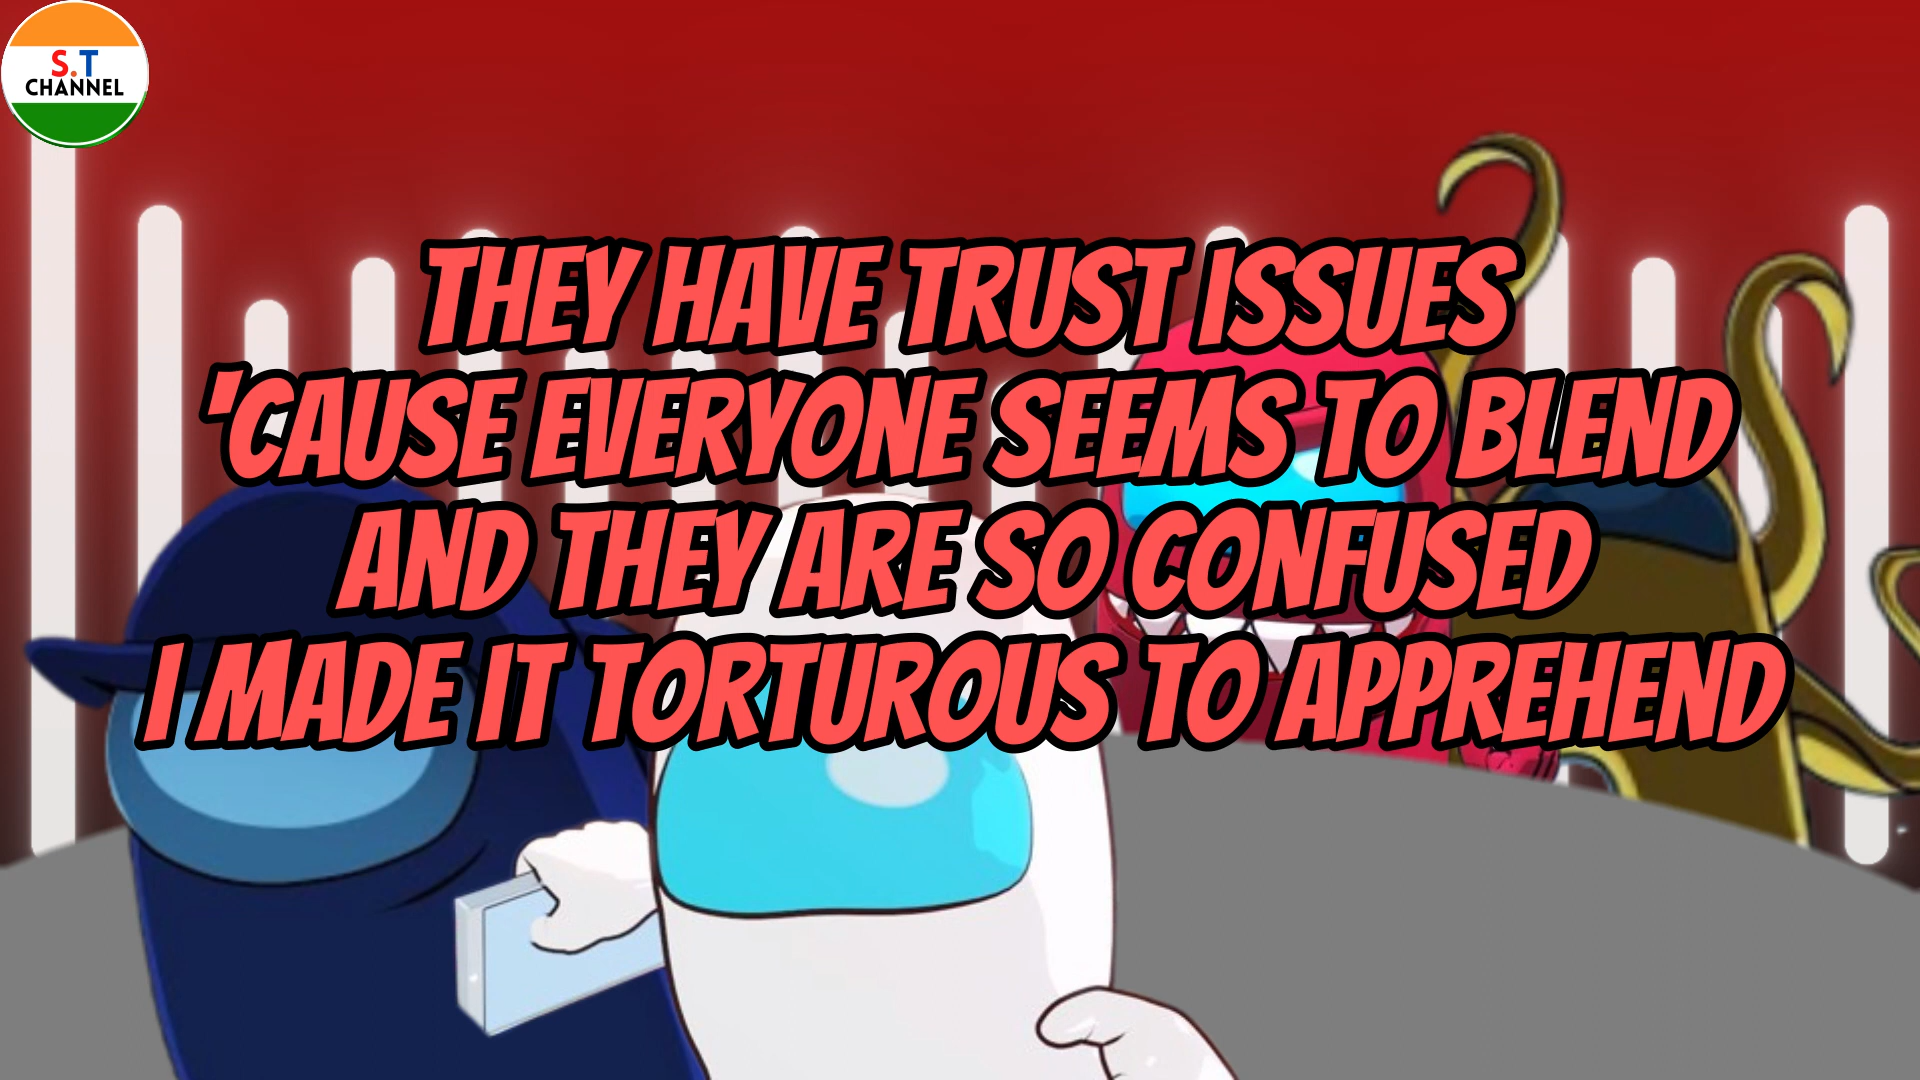 S.T
CHANNEL
THEY HAVE TRUST ISSUES
'CAUSE EVERYONE SEEMS TO BLEND
AND THEY ARE SO CONFUSED
I MADE IT TORTUROUS TO APPREHEND